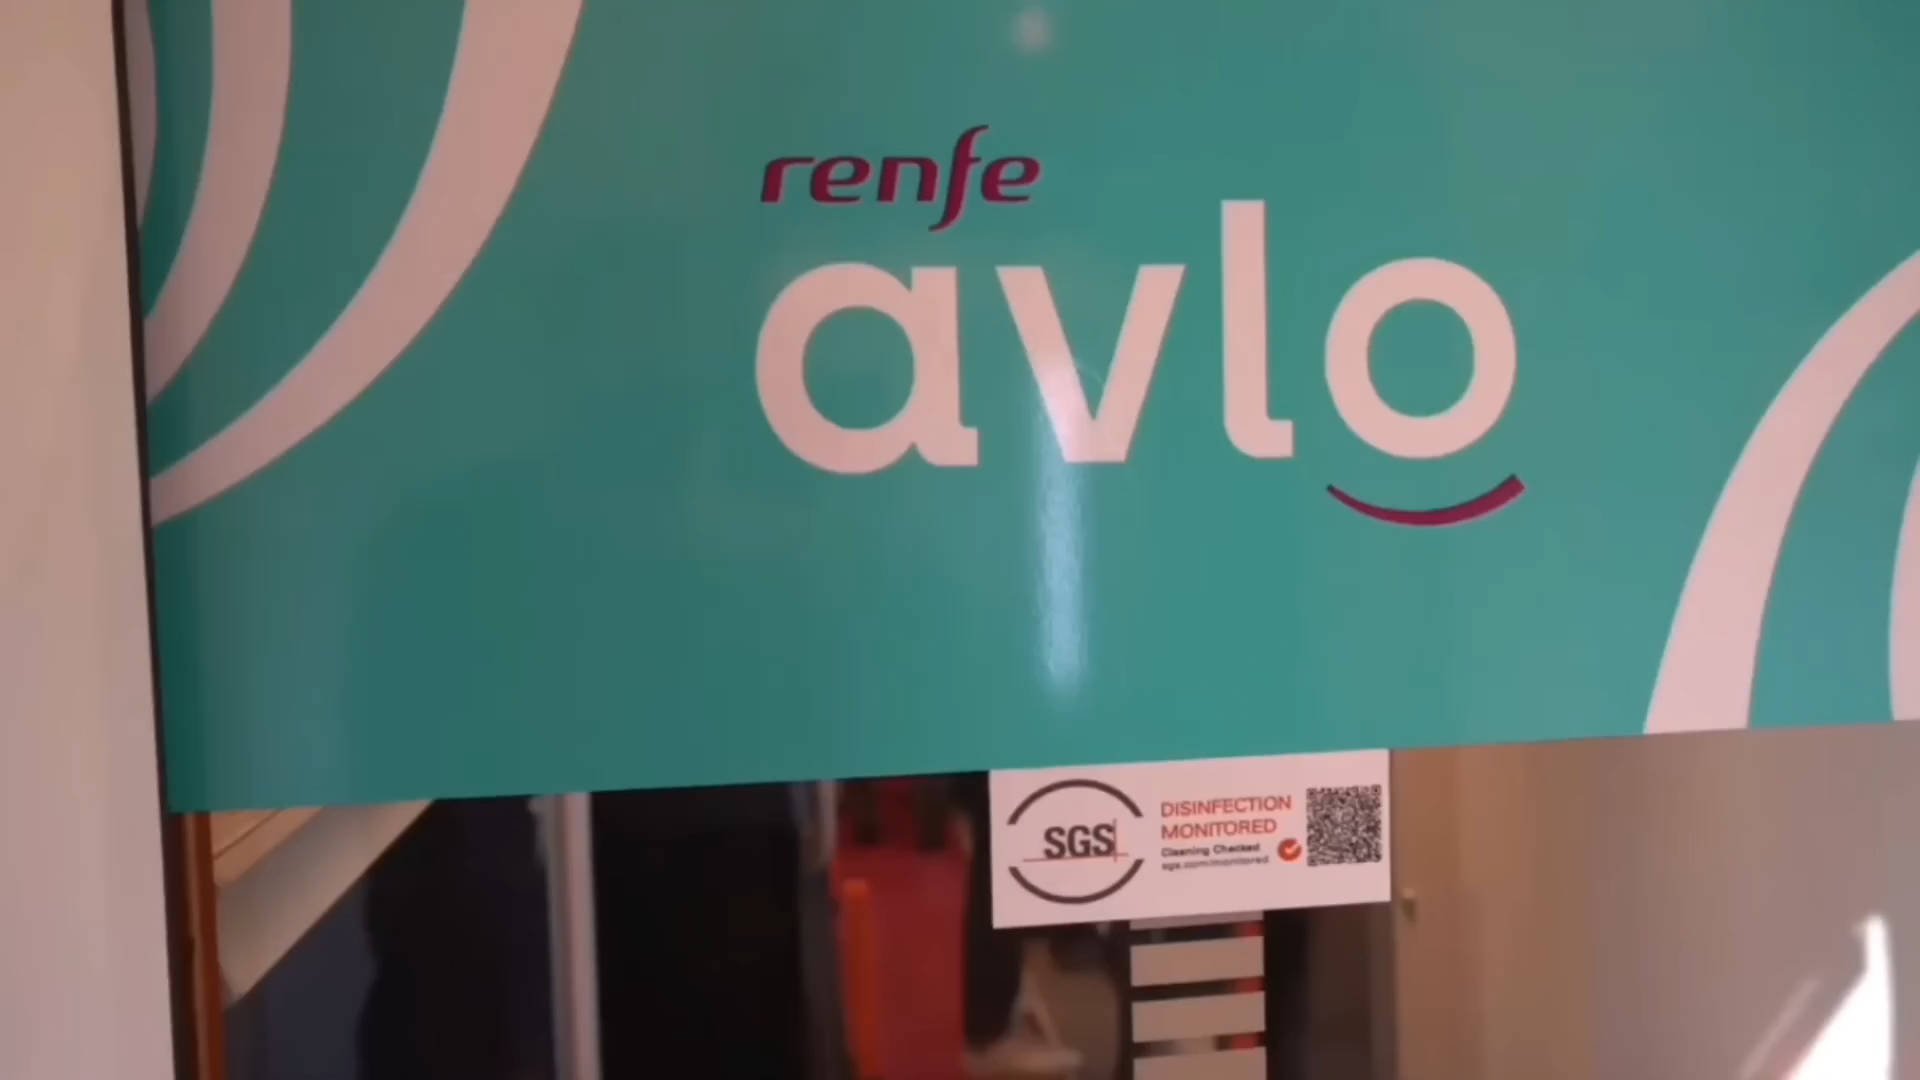 renfe
avlo
SGS
DISINFECTION
MONITORED
Cleaning Checked
sgs.com/monitored